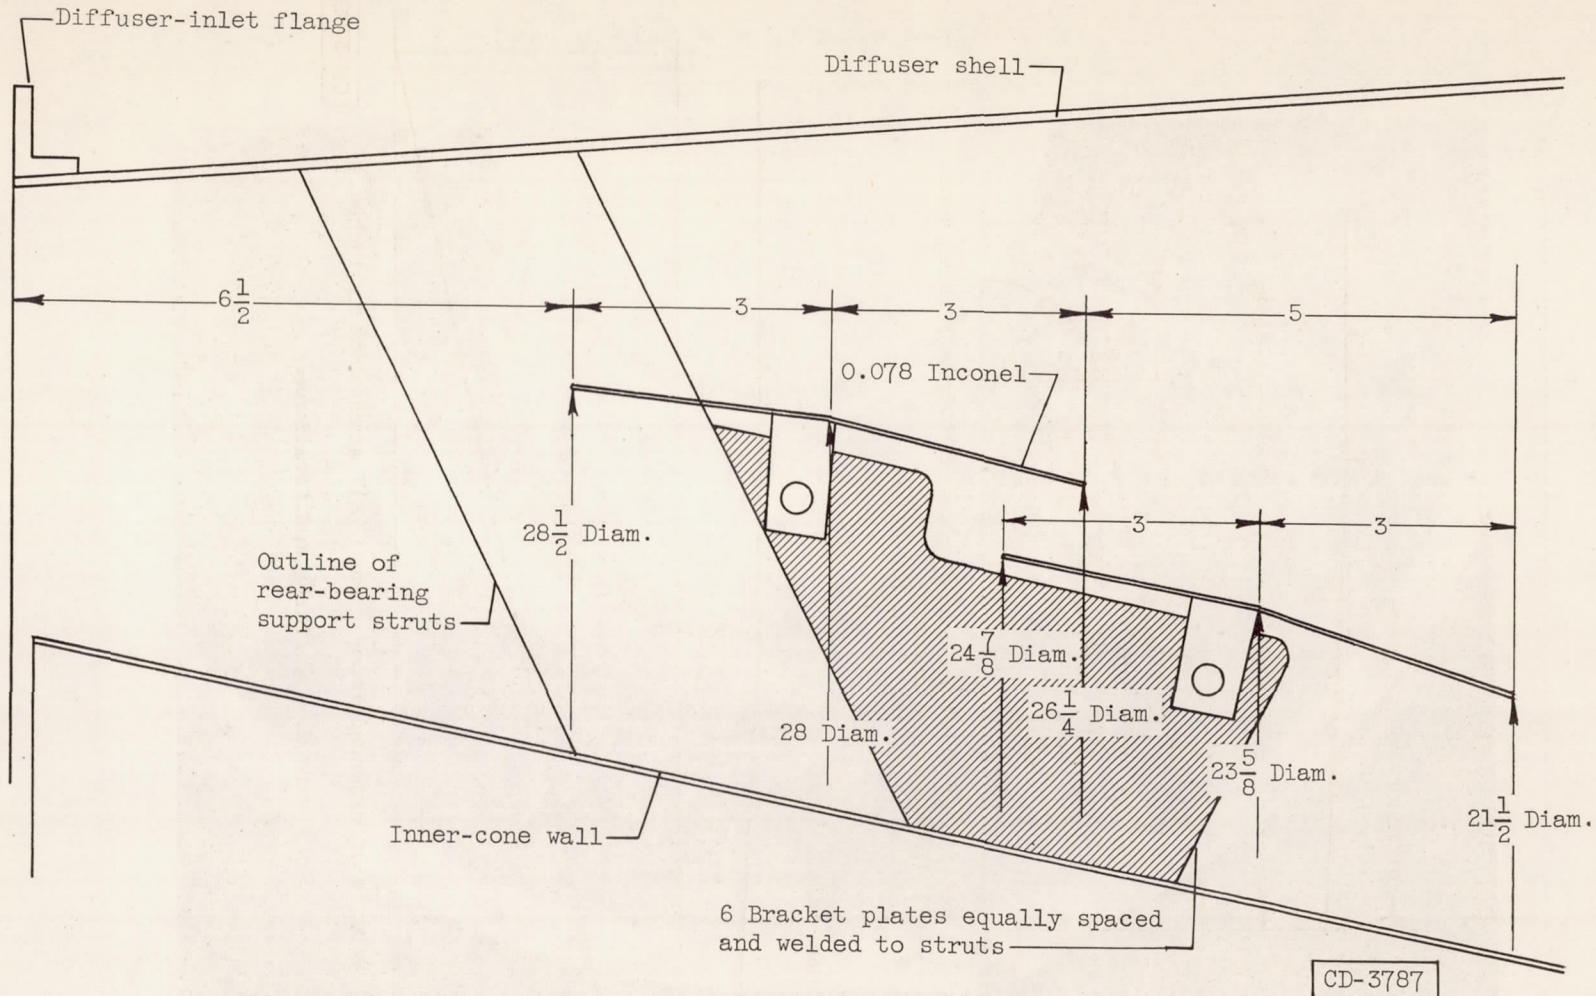 Diffuser-inlet flange
Diffuser shell
6 1/2
3
3
5
0.078 Inconel
3
3
28 1/2 Diam.
Outline of
rear-bearing
support struts
24 7/8 Diam.
26 1/4 Diam.
28 Diam.
23 5/8 Diam.
21 1/2 Diam.
Inner-cone wall
6 Bracket plates equally spaced
and welded to struts
CD-3787